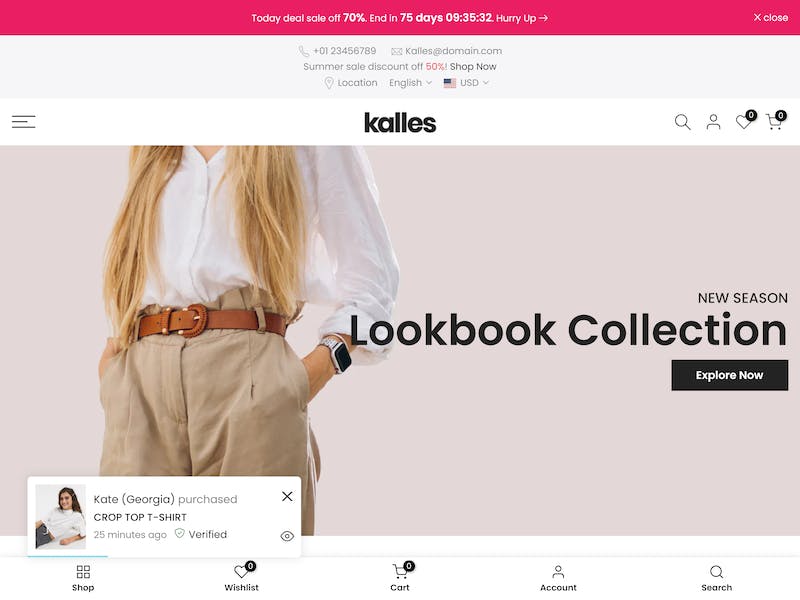 Today deal sale off 70%. End in 75 days 09:35:32. Hurry Up → X close
+01 23456789 Kalles@domain.com
Summer sale discount off 50%! Shop Now
Location English USD
kalles 0 0
NEW SEASON
Lookbook Collection
Explore Now
Kate (Georgia) purchased
CROP TOP T-SHIRT
25 minutes ago Verified
0 0
Shop Wishlist Cart Account Search